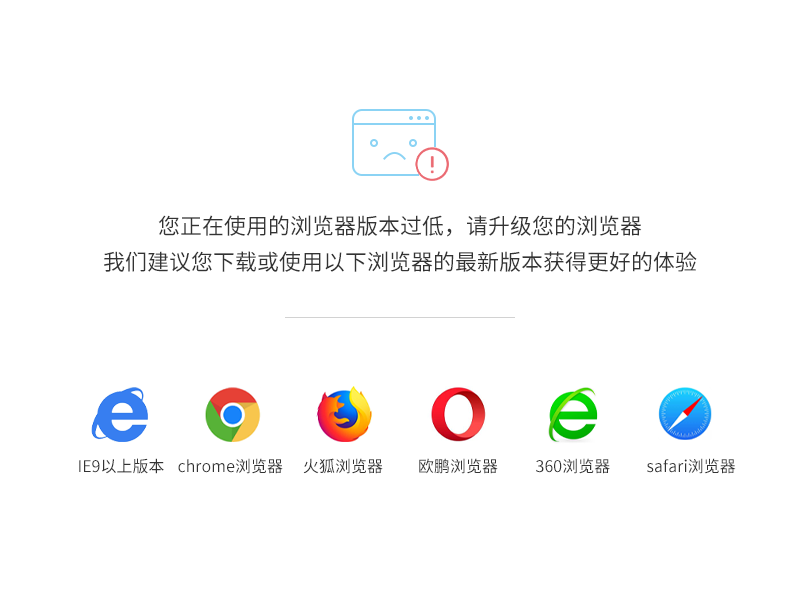 您正在使用的浏览器版本过低，请升级您的浏览器
我们建议您下载或使用以下浏览器的最新版本获得更好的体验
IE9以上版本 chrome浏览器 火狐浏览器 欧鹏浏览器 360浏览器 safari浏览器